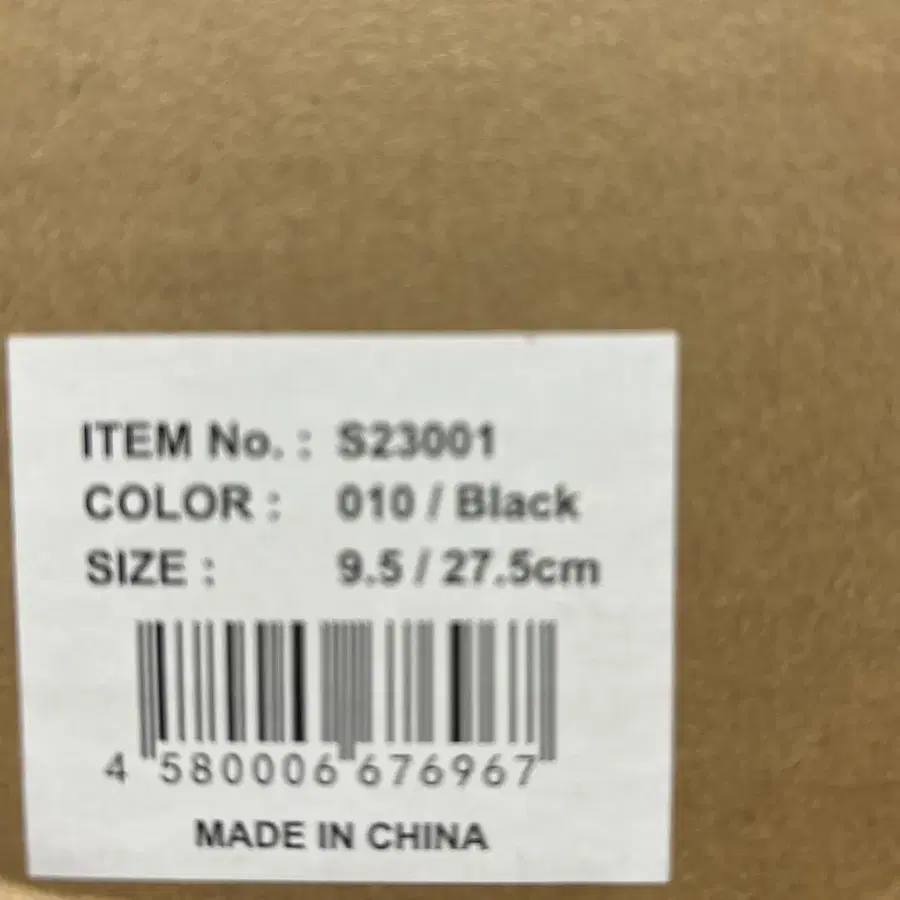 ITEM No. : S23001
COLOR : 010 / Black
SIZE : 9.5 / 27.5cm
4 580006 676967
MADE IN CHINA